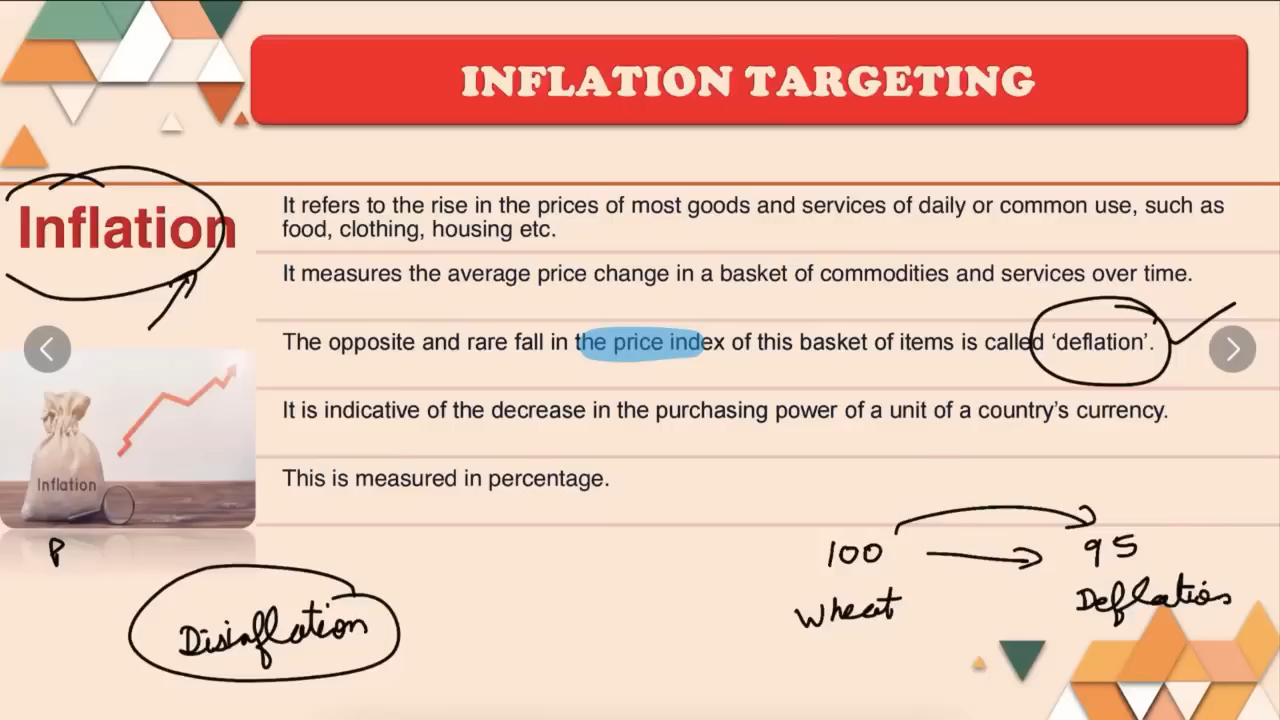 INFLATION TARGETING
Inflation
It refers to the rise in the prices of most goods and services of daily or common use, such as
food, clothing, housing etc.
It measures the average price change in a basket of commodities and services over time.
The opposite and rare fall in the price index of this basket of items is called ‘deflation’.
It is indicative of the decrease in the purchasing power of a unit of a country’s currency.
Inflation
This is measured in percentage.
P
100 95
Wheat Deflation
Disinflation